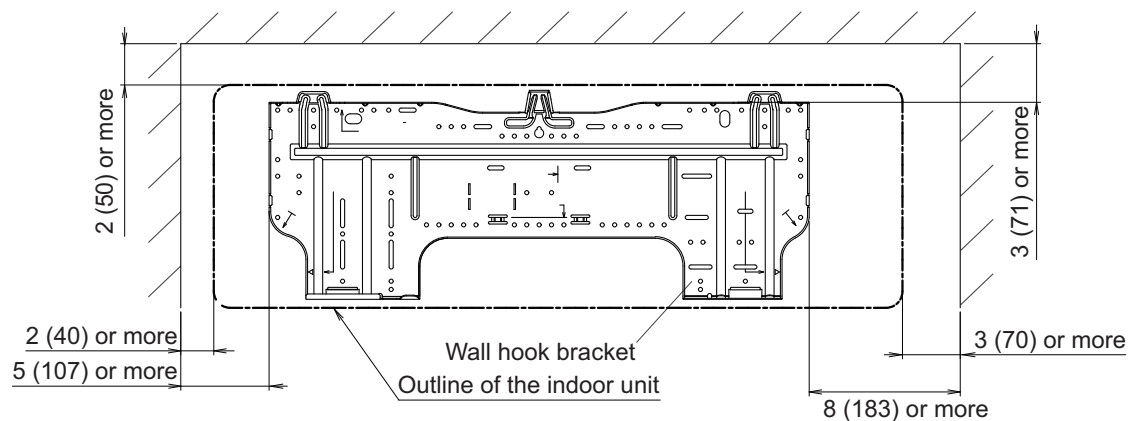 2 (50) or more
3 (71) or more
2 (40) or more
5 (107) or more
Wall hook bracket
Outline of the indoor unit
3 (70) or more
8 (183) or more